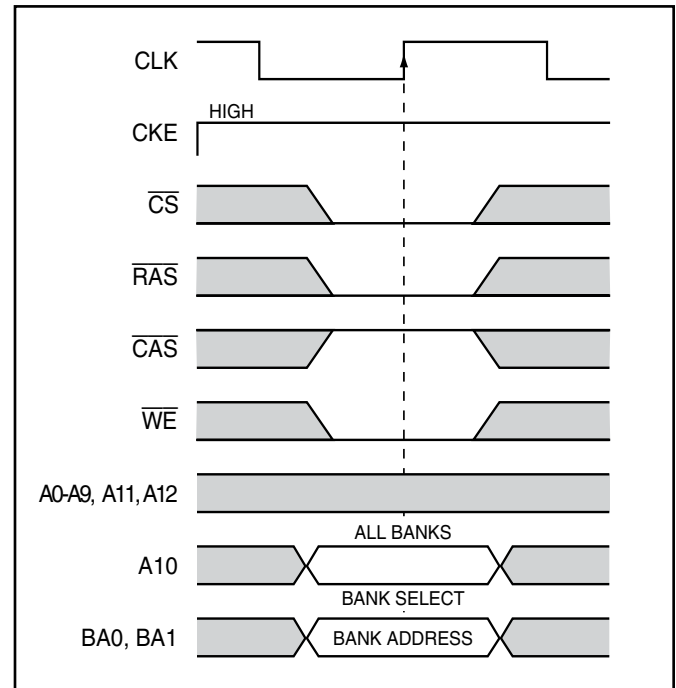 CLK
HIGH
CKE
CS
RAS
CAS
WE
A0-A9, A11, A12
ALL BANKS
A10
BANK SELECT
BA0, BA1
BANK ADDRESS